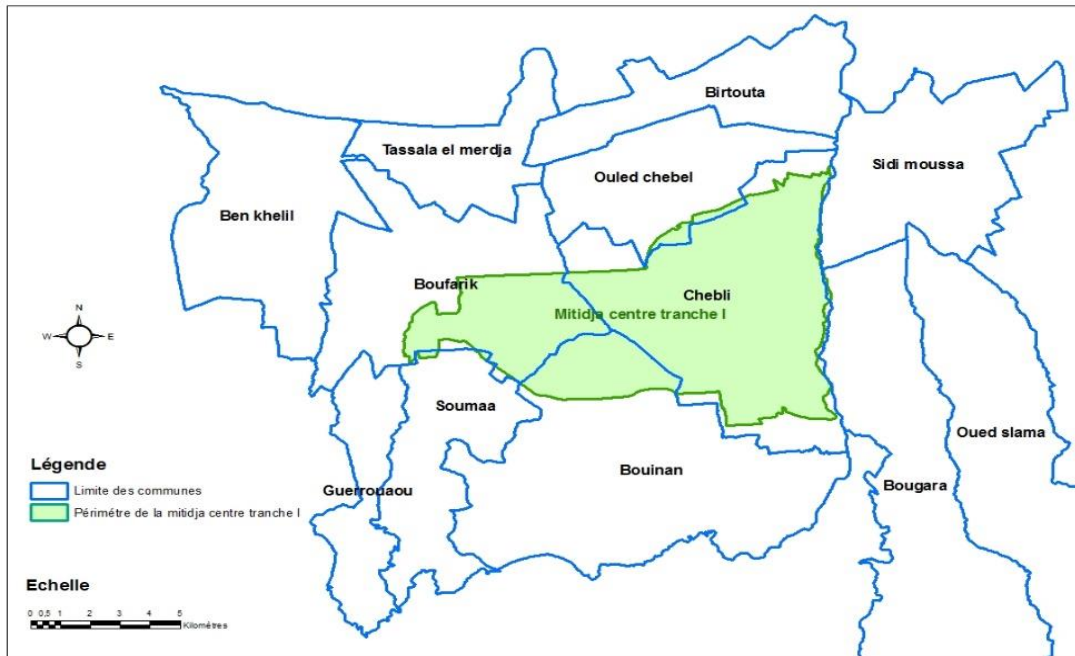 Birtouta
Tassala el merdja
Sidi moussa
Ouled chebel
Ben khelil
Boufarik
Chebli
Mitidja centre tranche I
N
W
E
S
Soumaa
Oued slama
Bouinan
Bougara
Guerrouaou
Légende
Limite des communes
Périmétre de la mitidja centre tranche I
Echelle
0 0,5 1 2 3 4 5
Kilométres